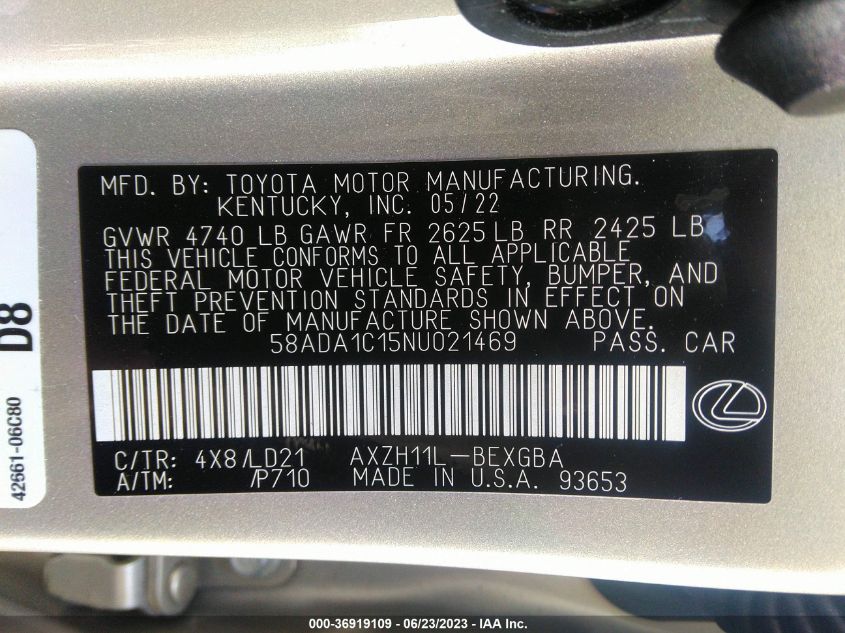 MFD. BY: TOYOTA MOTOR MANUFACTURING.
KENTUCKY, INC. 05/22
GVWR 4740 LB GAWR FR 2625 LB RR 2425 LB
THIS VEHICLE CONFORMS TO ALL APPLICABLE
FEDERAL MOTOR VEHICLE SAFETY, BUMPER, AND
THEFT PREVENTION STANDARDS IN EFFECT ON
THE DATE OF MANUFACTURE SHOWN ABOVE.
58ADA1C15NU021469 PASS. CAR
C/TR: 4X8/LD21 AXZH11L-BEXGBA
A/TM: /P710 MADE IN U.S.A. 93653
D8
42661-06C80
000-36919109 - 06/23/2023 - IAA Inc.